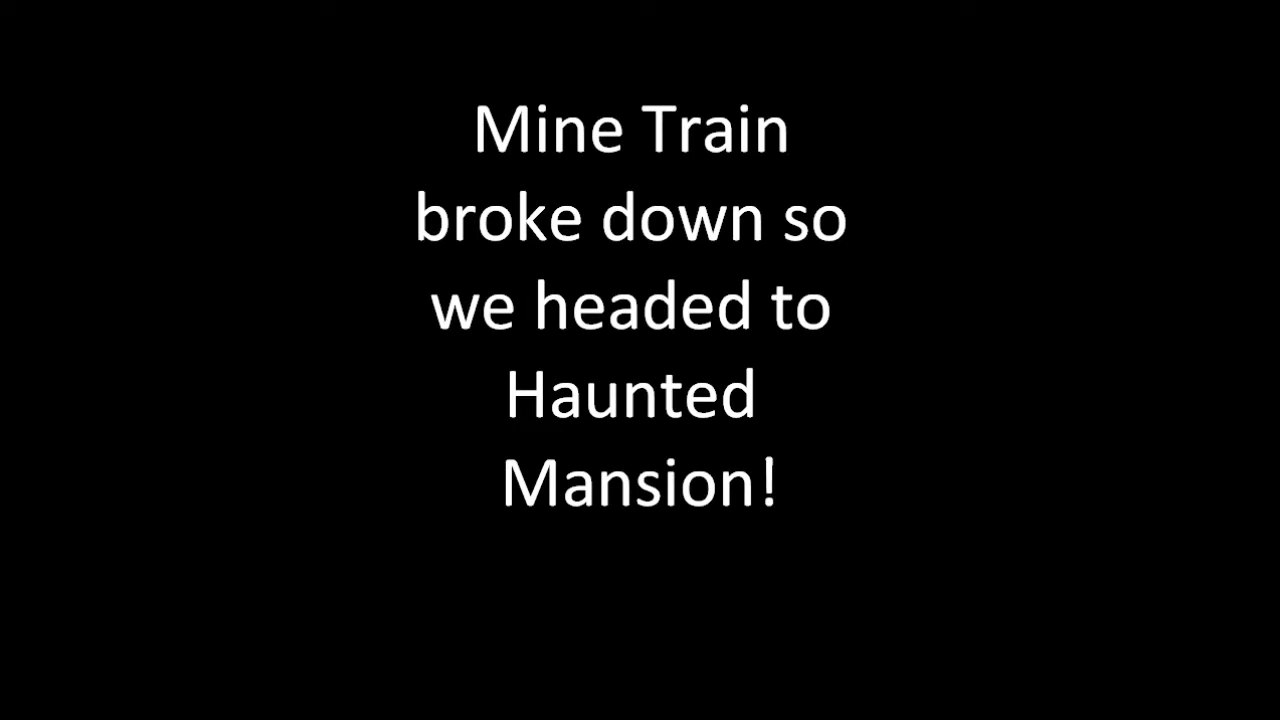 Mine Train
broke down so
we headed to
Haunted
Mansion!